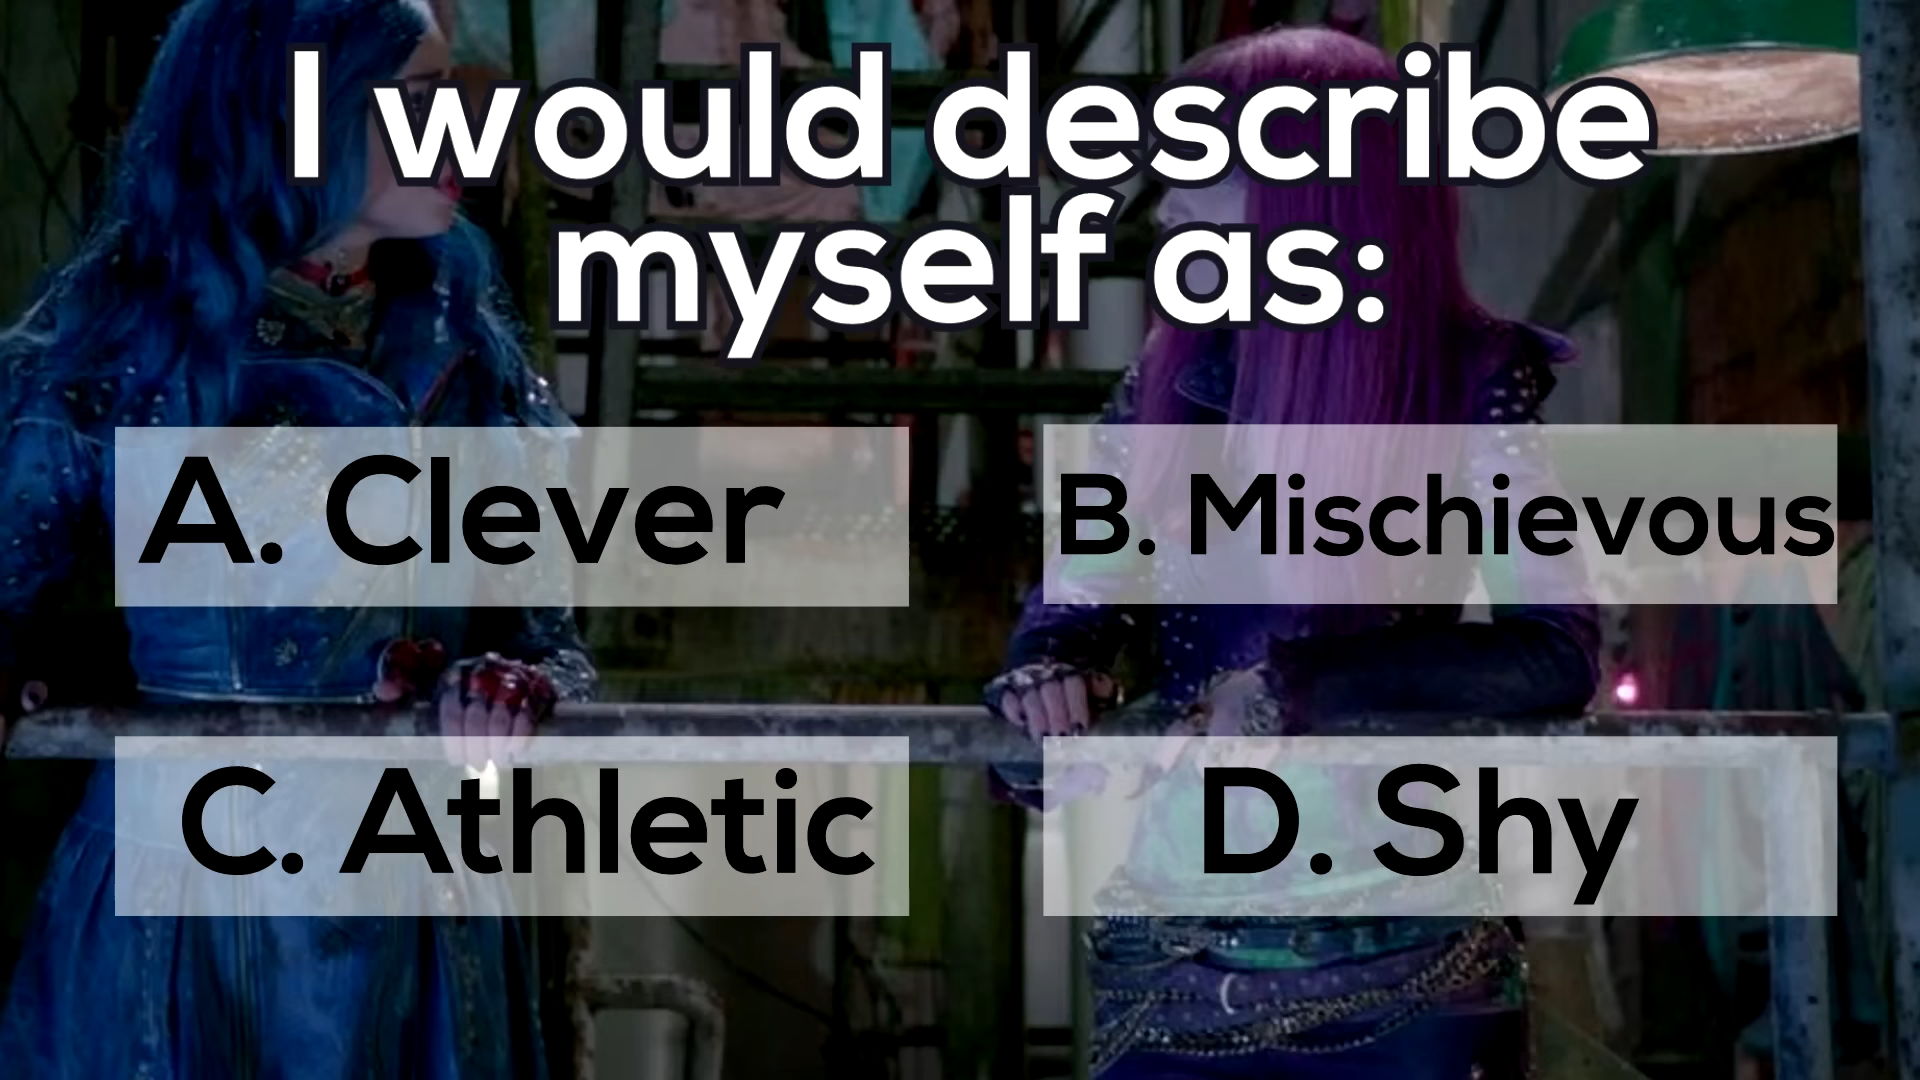 I would describe
myself as:
A. Clever
B. Mischievous
C. Athletic
D. Shy